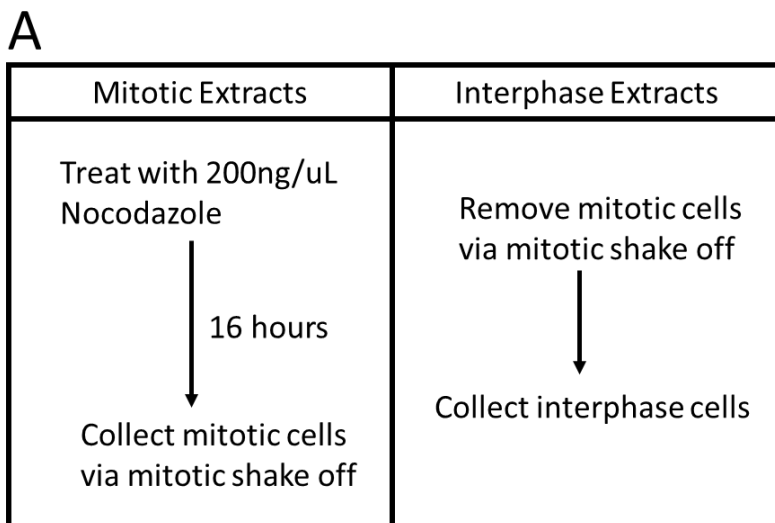 A
Mitotic Extracts
Interphase Extracts
Treat with 200ng/uL
Nocodazole
16 hours
Collect mitotic cells
via mitotic shake off
Remove mitotic cells
via mitotic shake off
Collect interphase cells